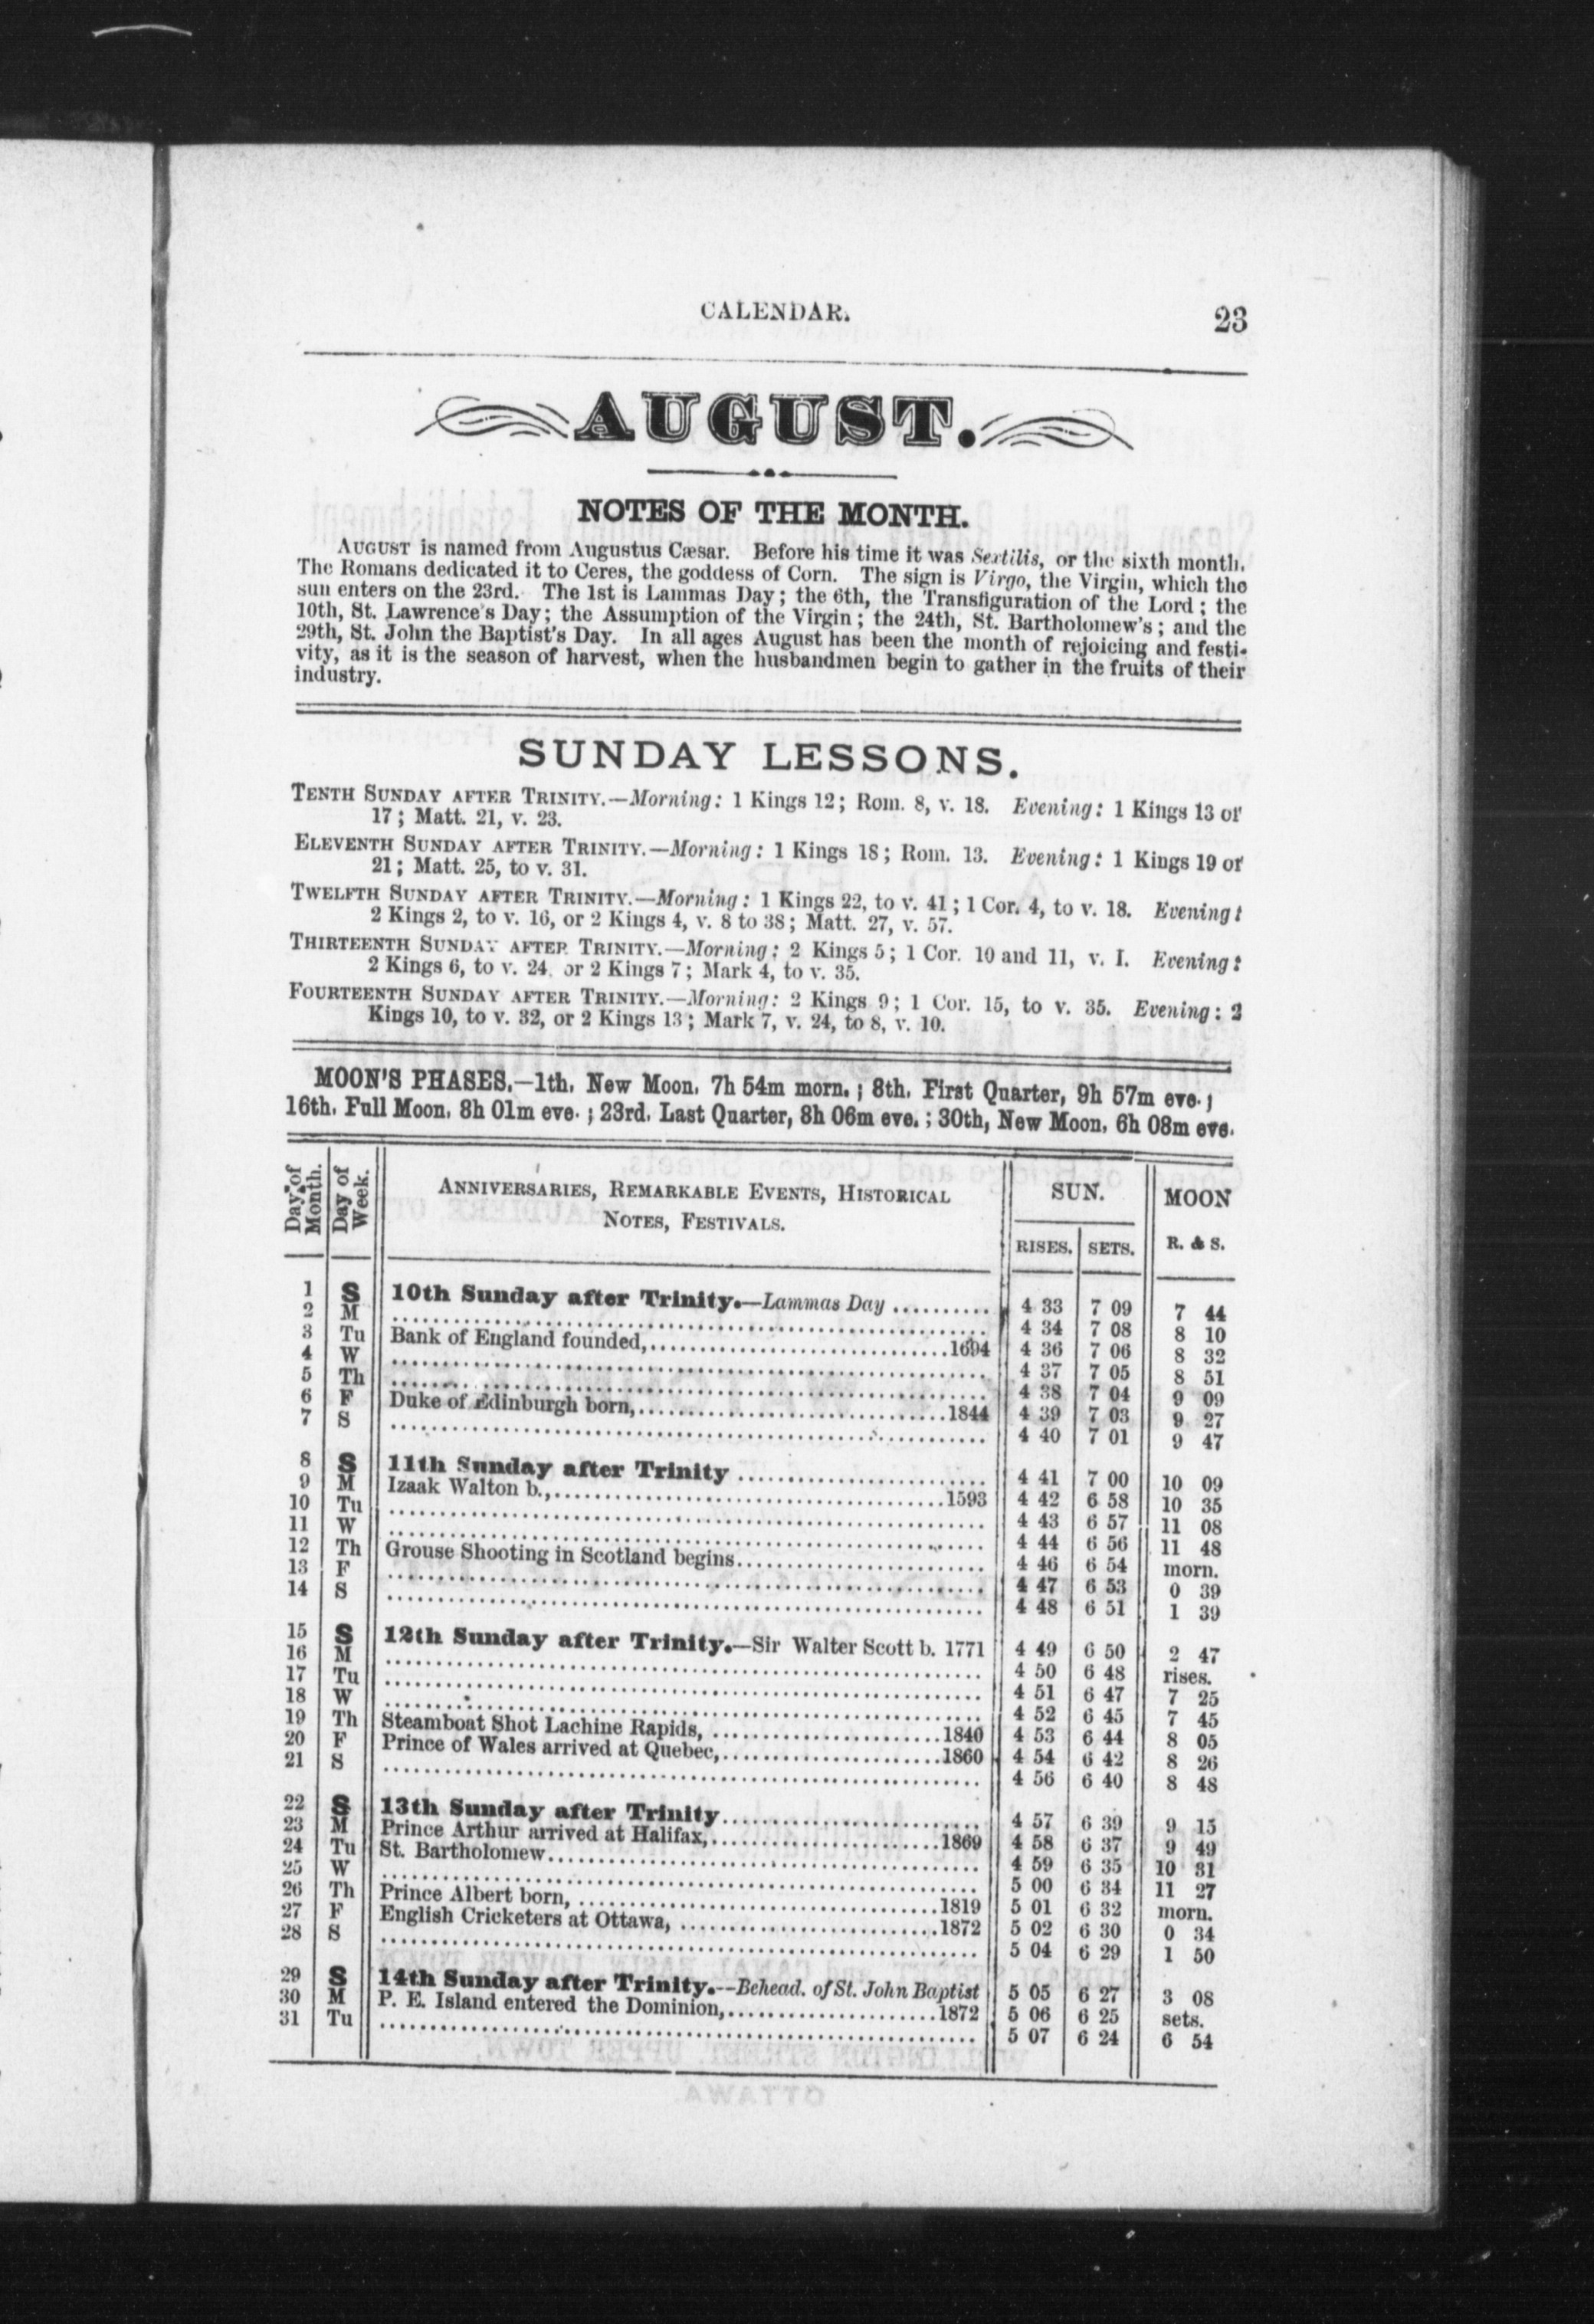 CALENDAR.
23
AUGUST.
NOTES OF THE MONTH.
AUGUST is named from Augustus Cæsar. Before his time it was Sextilis, or the sixth month.
The Romans dedicated it to Ceres, the goddess of Corn. The sign is Virgo, the Virgin, which the
sun enters on the 23rd. The 1st is Lammas Day; the 6th, the Transfiguration of the Lord; the
10th, St. Lawrence's Day; the Assumption of the Virgin; the 24th, St. Bartholomew's; and the
29th, St. John the Baptist's Day. In all ages August has been the month of rejoicing and festi-
vity, as it is the season of harvest, when the husbandmen begin to gather in the fruits of their
industry.
SUNDAY LESSONS.
TENTH SUNDAY AFTER TRINITY.—Morning: 1 Kings 12; Rom. 8, v. 18. Evening: 1 Kings 13 or
17; Matt. 21, v. 23.
ELEVENTH SUNDAY AFTER TRINITY.—Morning: 1 Kings 18; Rom. 13. Evening: 1 Kings 19 or
21; Matt. 25, to v. 31.
TWELFTH SUNDAY AFTER TRINITY.—Morning: 1 Kings 22, to v. 41; 1 Cor. 4, to v. 18. Evening:
2 Kings 2, to v. 16, or 2 Kings 4, v. 8 to 38; Matt. 27, v. 57.
THIRTEENTH SUNDAY AFTER TRINITY.—Morning: 2 Kings 5; 1 Cor. 10 and 11, v. I. Evening:
2 Kings 6, to v. 24, or 2 Kings 7; Mark 4, to v. 35.
FOURTEENTH SUNDAY AFTER TRINITY.—Morning: 2 Kings 9; 1 Cor. 15, to v. 35. Evening: 2
Kings 10, to v. 32, or 2 Kings 13; Mark 7, v. 24, to 8, v. 10.
MOON'S PHASES.—1th. New Moon. 7h 54m morn.; 8th. First Quarter, 9h 57m eve.;
16th. Full Moon. 8h 01m eve.; 23rd. Last Quarter, 8h 06m eve.; 30th, New Moon. 6h 08m eve.
Day of Month. Day of Week. ANNIVERSARIES, REMARKABLE EVENTS, HISTORICAL SUN. MOON
NOTES, FESTIVALS. RISES. SETS. R. & S.
1 S 10th Sunday after Trinity.—Lammas Day .......... 4 33 7 09 7 44
2 M .......... 4 34 7 08 8 10
3 Tu Bank of England founded,..........1694 4 36 7 06 8 32
4 W .......... 4 37 7 05 8 51
5 Th .......... 4 38 7 04 9 09
6 F Duke of Edinburgh born,..........1844 4 39 7 03 9 27
7 S .......... 4 40 7 01 9 47
8 S 11th Sunday after Trinity .......... 4 41 7 00 10 09
9 M Izaak Walton b.,..........1593 4 42 6 58 10 35
10 Tu .......... 4 43 6 57 11 08
11 W .......... 4 44 6 56 11 48
12 Th Grouse Shooting in Scotland begins.......... 4 46 6 54 morn.
13 F .......... 4 47 6 53 0 39
14 S .......... 4 48 6 51 1 39
15 S 12th Sunday after Trinity.—Sir Walter Scott b. 1771 4 49 6 50 2 47
16 M .......... 4 50 6 48 rises.
17 Tu .......... 4 51 6 47 7 25
18 W .......... 4 52 6 45 7 45
19 Th Steamboat Shot Lachine Rapids, ..........1840 4 53 6 44 8 05
20 F Prince of Wales arrived at Quebec,..........1860 4 54 6 42 8 26
21 S .......... 4 56 6 40 8 48
22 S 13th Sunday after Trinity.......... 4 57 6 39 9 15
23 M Prince Arthur arrived at Halifax,..........1869 4 58 6 37 9 49
24 Tu St. Bartholomew.......... 4 59 6 35 10 31
25 W .......... 5 00 6 34 11 27
26 Th Prince Albert born, ..........1819 5 01 6 32 morn.
27 F English Cricketers at Ottawa, ..........1872 5 02 6 30 0 34
28 S .......... 5 04 6 29 1 50
29 S 14th Sunday after Trinity.--Behead. of St. John Baptist 5 05 6 27 3 08
30 M P. E. Island entered the Dominion,..........1872 5 06 6 25 sets.
31 Tu .......... 5 07 6 24 6 54